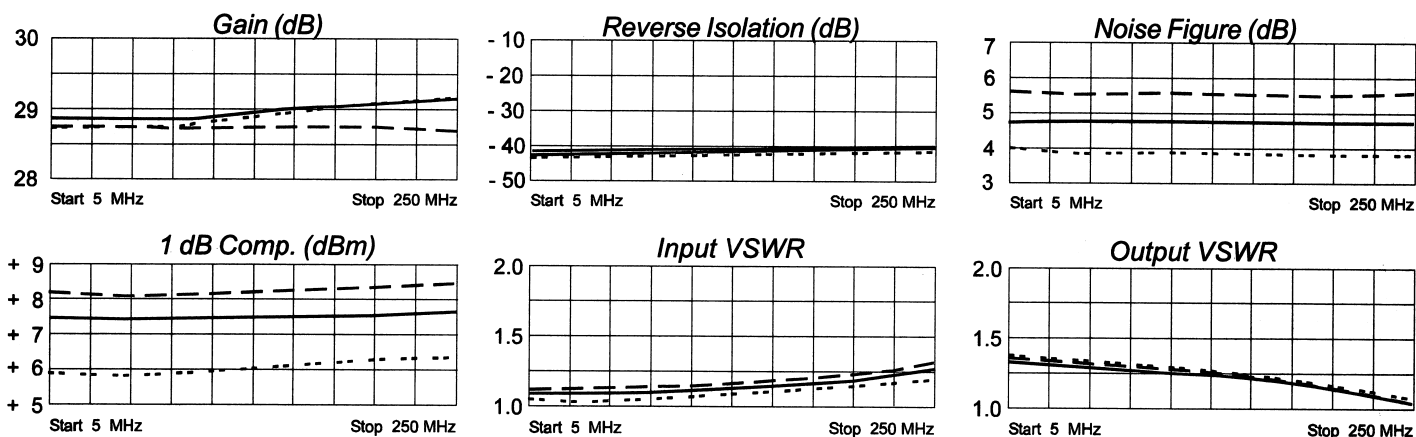 Gain (dB)
30
29
28
Start 5 MHz
Stop 250 MHz
Reverse Isolation (dB)
- 10
- 20
- 30
- 40
- 50
Start 5 MHz
Stop 250 MHz
Noise Figure (dB)
7
6
5
4
3
Start 5 MHz
Stop 250 MHz
1 dB Comp. (dBm)
+ 9
+ 8
+ 7
+ 6
+ 5
Start 5 MHz
Stop 250 MHz
Input VSWR
2.0
1.5
1.0
Start 5 MHz
Stop 250 MHz
Output VSWR
2.0
1.5
1.0
Start 5 MHz
Stop 250 MHz